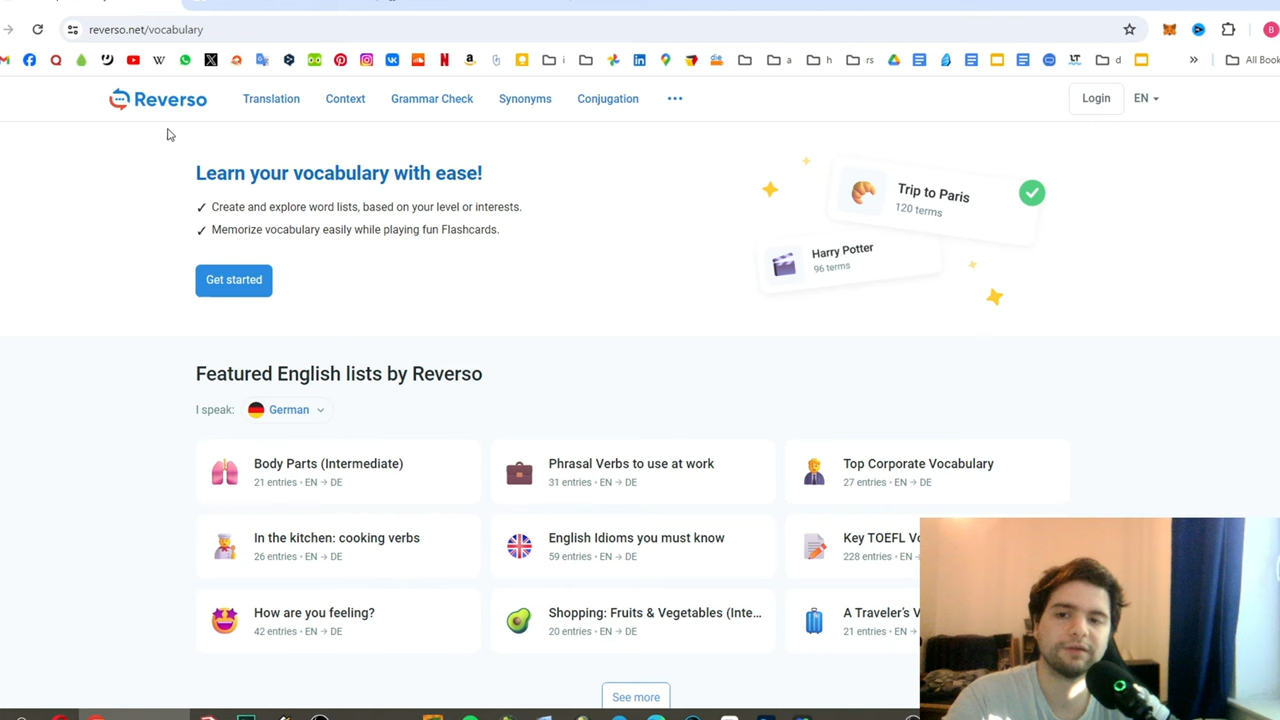 reverso.net/vocabulary
All Book
Reverso
Translation
Context
Grammar Check
Synonyms
Conjugation
Login
EN
Learn your vocabulary with ease!
✓ Create and explore word lists, based on your level or interests.
✓ Memorize vocabulary easily while playing fun Flashcards.
Get started
Trip to Paris
120 terms
Harry Potter
96 terms
Featured English lists by Reverso
I speak: German
Body Parts (Intermediate)
21 entries • EN → DE
Phrasal Verbs to use at work
31 entries • EN → DE
Top Corporate Vocabulary
27 entries • EN → DE
In the kitchen: cooking verbs
26 entries • EN → DE
English Idioms you must know
59 entries • EN → DE
Key TOEFL Vo
228 entries • EN
How are you feeling?
42 entries • EN → DE
Shopping: Fruits & Vegetables (Inte...
20 entries • EN → DE
A Traveler's V
21 entries • EN →
See more